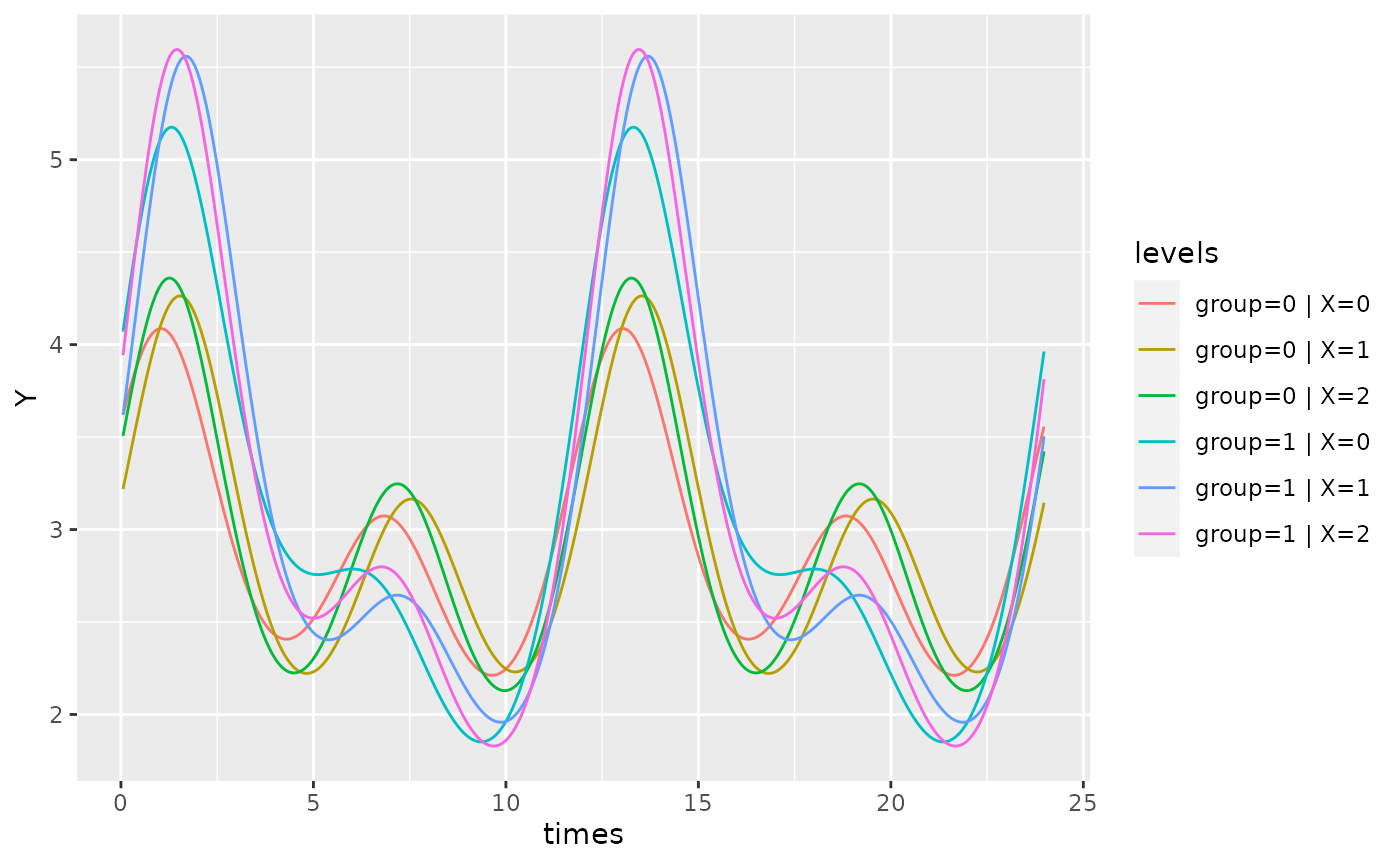 5
4
3
2
Y
0
5
10
15
20
25
times
levels
group=0 | X=0
group=0 | X=1
group=0 | X=2
group=1 | X=0
group=1 | X=1
group=1 | X=2